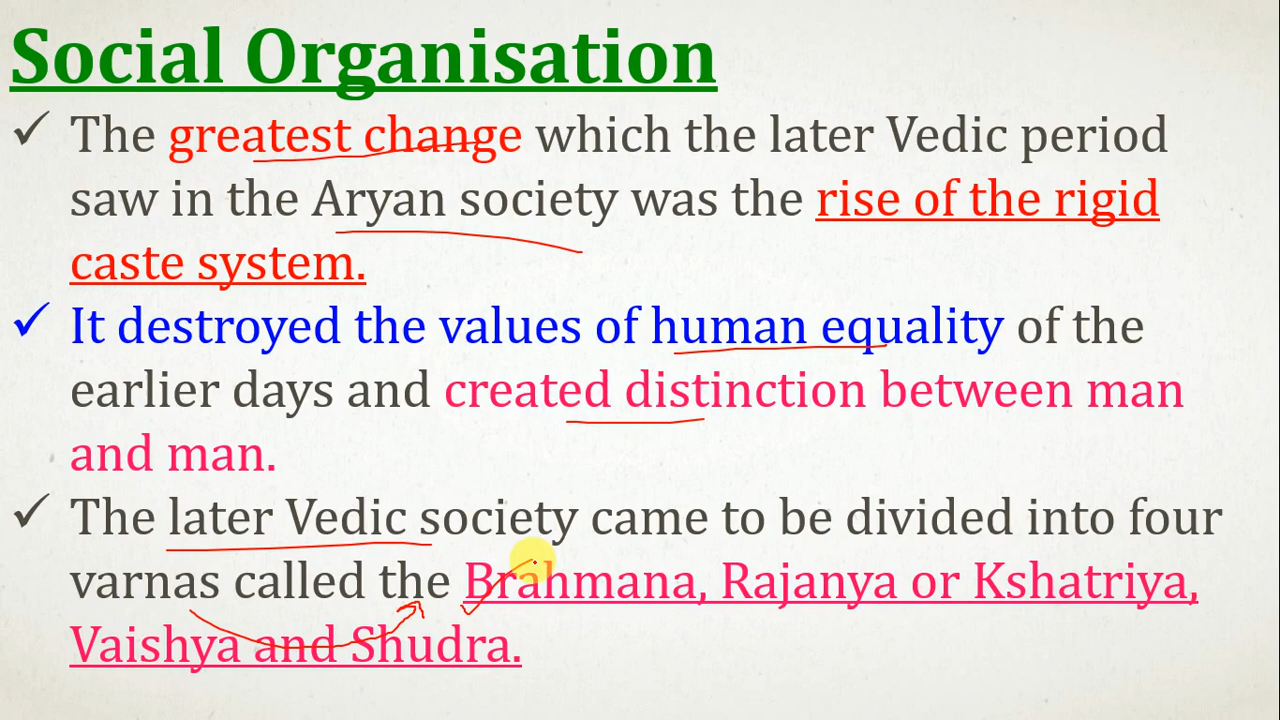 Social Organisation
✓ The greatest change which the later Vedic period
saw in the Aryan society was the rise of the rigid
caste system.
✓ It destroyed the values of human equality of the
earlier days and created distinction between man
and man.
✓ The later Vedic society came to be divided into four
varnas called the Brahmana, Rajanya or Kshatriya,
Vaishya and Shudra.